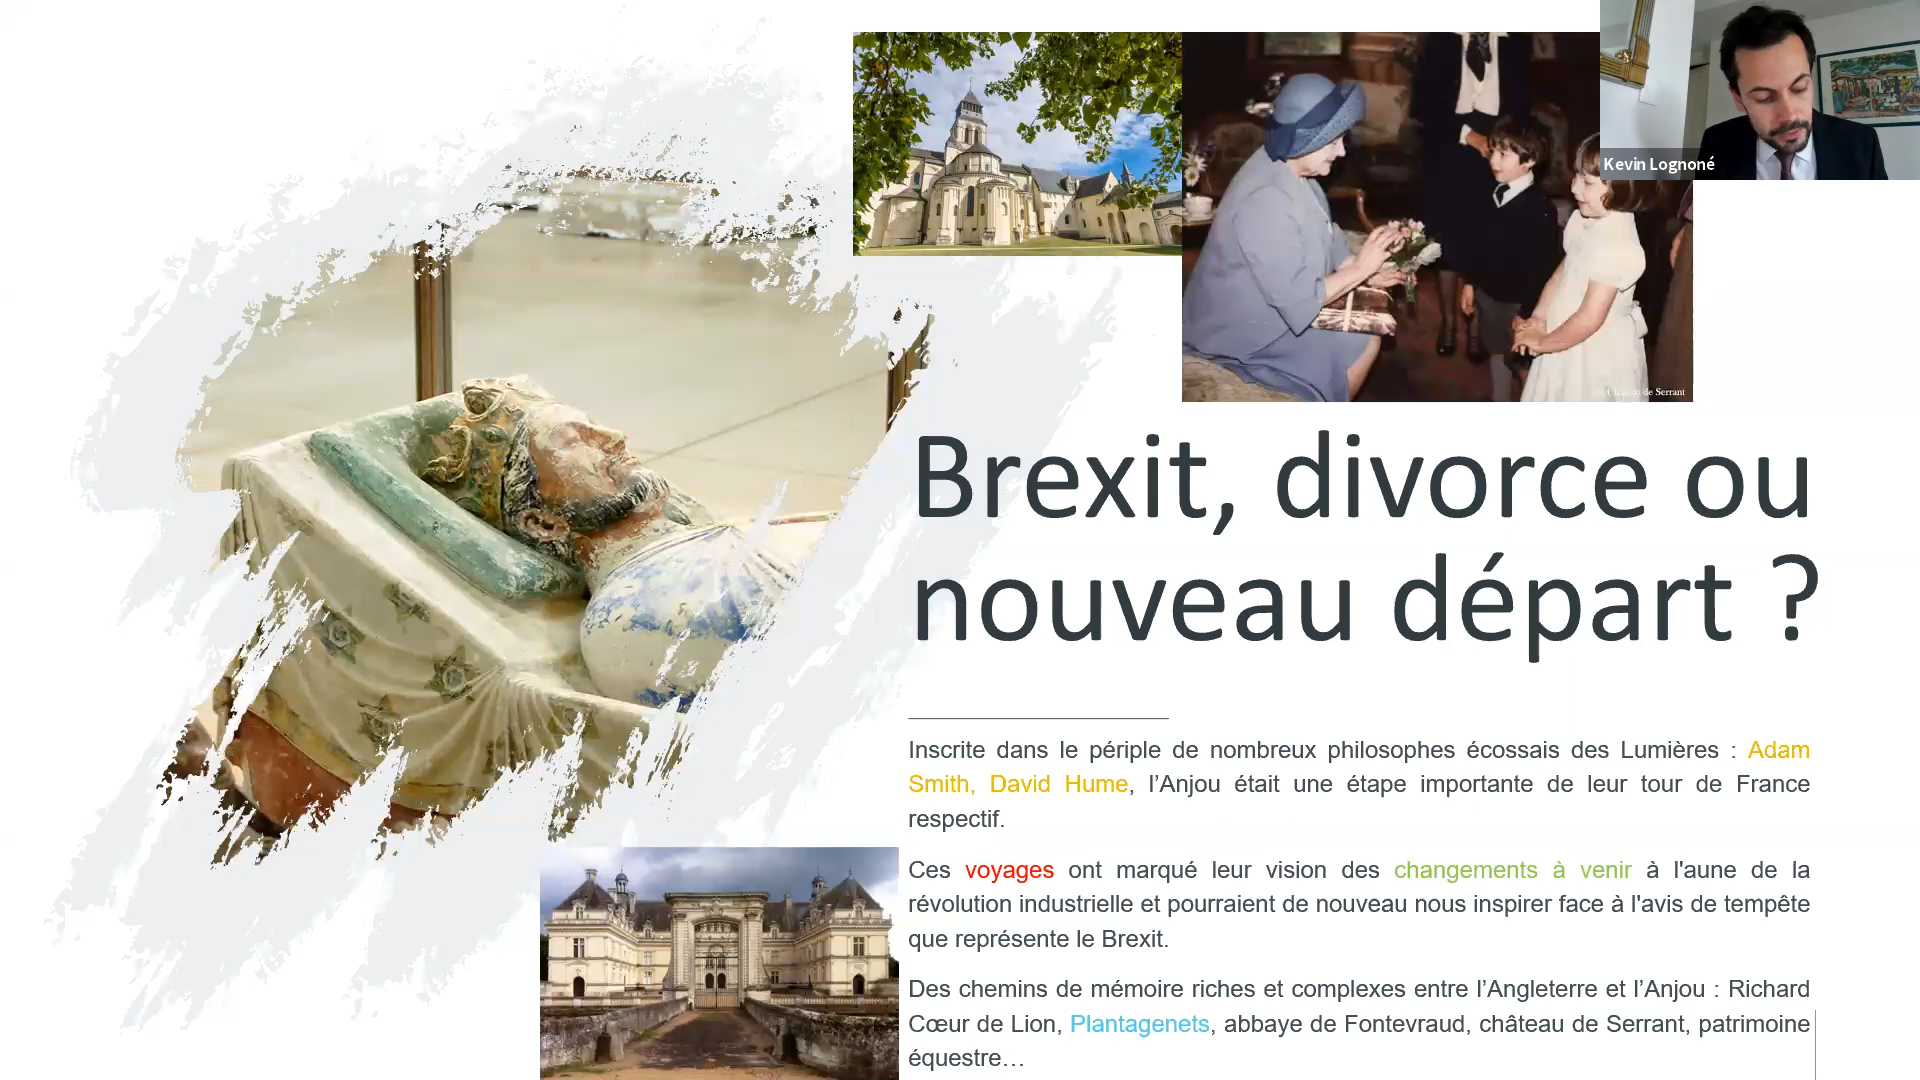 Kevin Lognoné
de Serrant
Brexit, divorce ou
nouveau départ ?
Inscrite dans le périple de nombreux philosophes écossais des Lumières : Adam
Smith, David Hume, l’Anjou était une étape importante de leur tour de France
respectif.
Ces voyages ont marqué leur vision des changements à venir à l'aune de la
révolution industrielle et pourraient de nouveau nous inspirer face à l'avis de tempête
que représente le Brexit.
Des chemins de mémoire riches et complexes entre l’Angleterre et l’Anjou : Richard
Cœur de Lion, Plantagenets, abbaye de Fontevraud, château de Serrant, patrimoine
équestre…